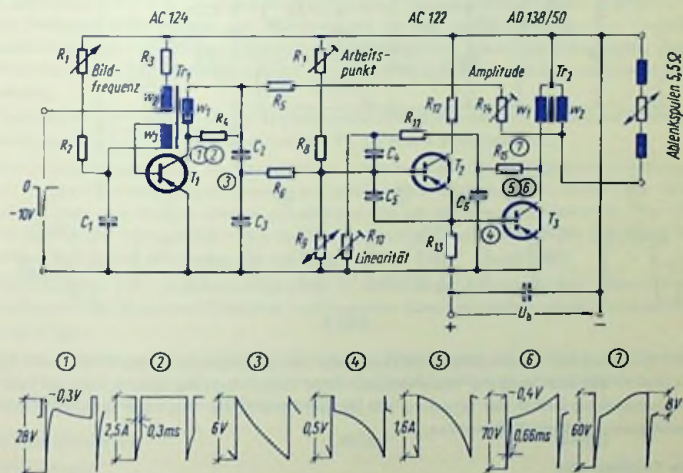 AC 124
AC 122
AD 138/50
R1
Bild-
frequenz
R3
Tr1
w2
w1
w3
R1
Arbeits-
punkt
R5
Amplitude
R12
R14
Tr2
w1
w2
Ablenkspulen 5,5Ω
R2
R4
① ②
C2
③
R8
R11
C4
⑦
R15
⑤ ⑥
T1
R6
T2
C5
C6
0
-10V
C1
C3
R9
R10
Linearität
R13
④
T3
+
Ub
−
①
②
③
④
⑤
⑥
⑦
28V
-0,3V
2,5A
0,3ms
6V
0,5V
1,6A
70V
-0,4V
0,66ms
60V
8V